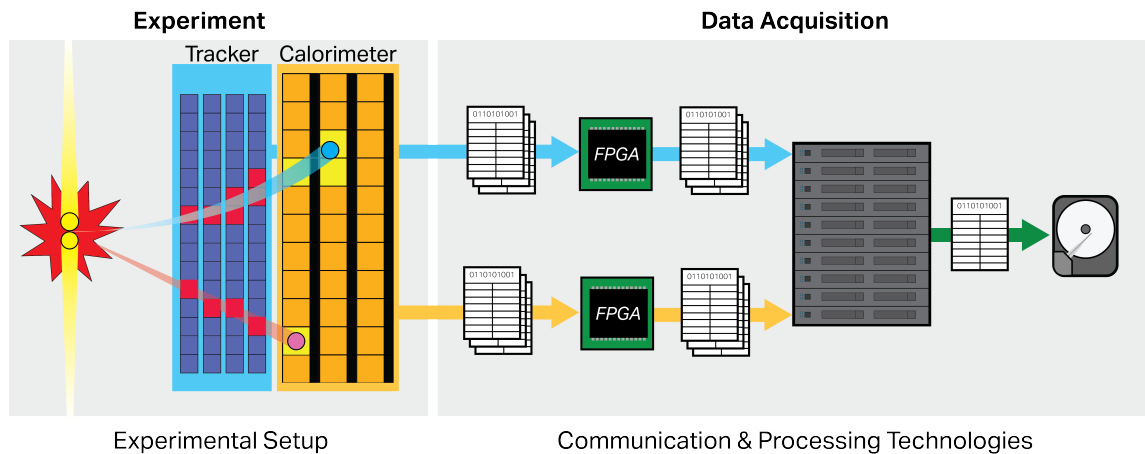 Experiment
Data Acquisition
Tracker
Calorimeter
0110101001
0110101001
FPGA
0110101001
0110101001
0110101001
FPGA
Experimental Setup
Communication & Processing Technologies